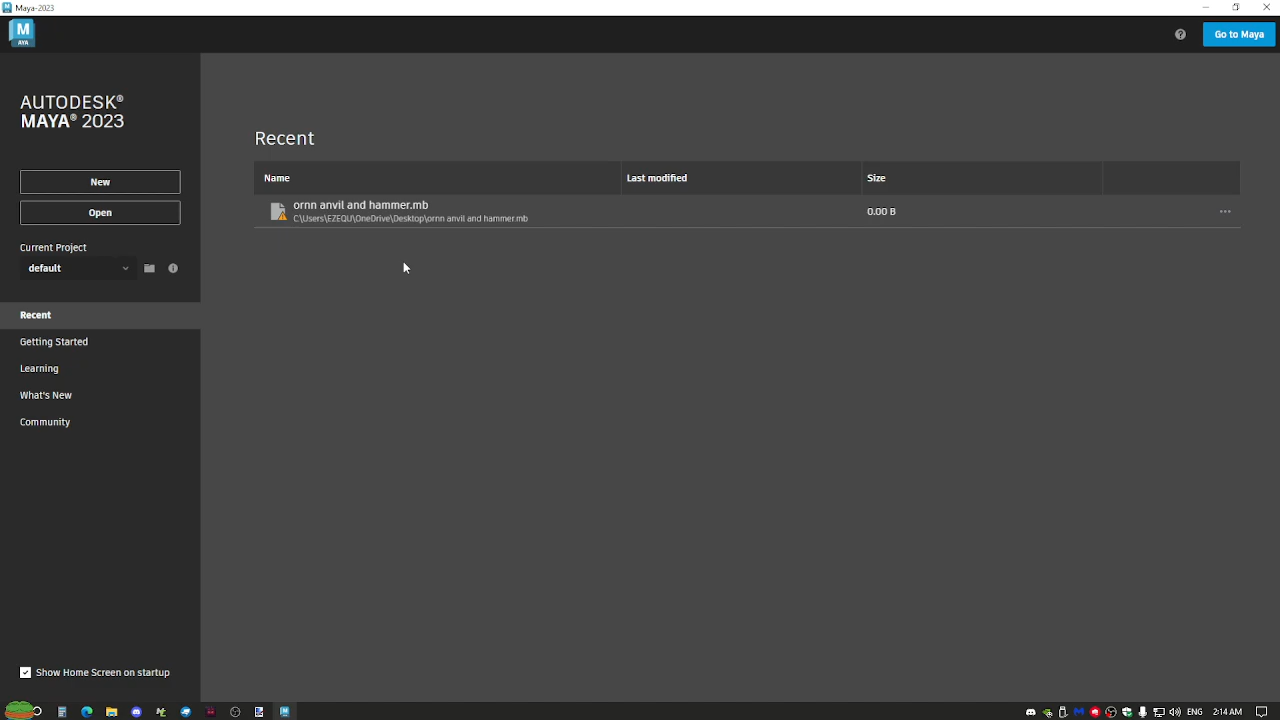 Maya-2023
M
AYA
Go to Maya
AUTODESK®
MAYA® 2023
New
Open
Current Project
default
Recent
Getting Started
Learning
What's New
Community
Show Home Screen on startup
Recent
Name Last modified Size
ornn anvil and hammer.mb
C:\Users\EZEQU\OneDrive\Desktop\ornn anvil and hammer.mb
0.00 B
ENG 2:14 AM